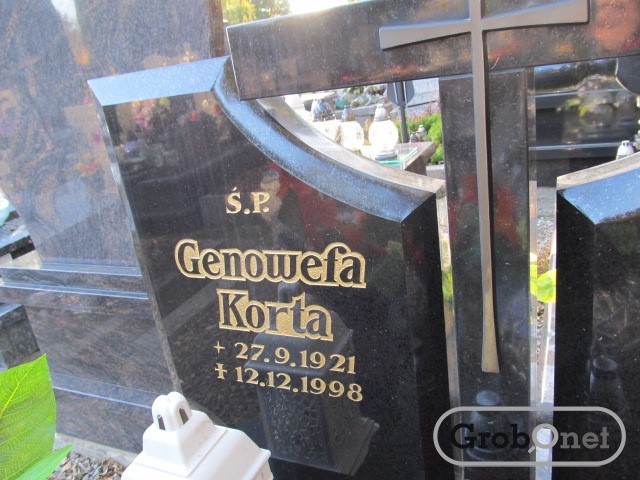 Ś.P.
Genowefa
Korta
+ 27.9.1921
‡ 12.12.1998
GrobOnet